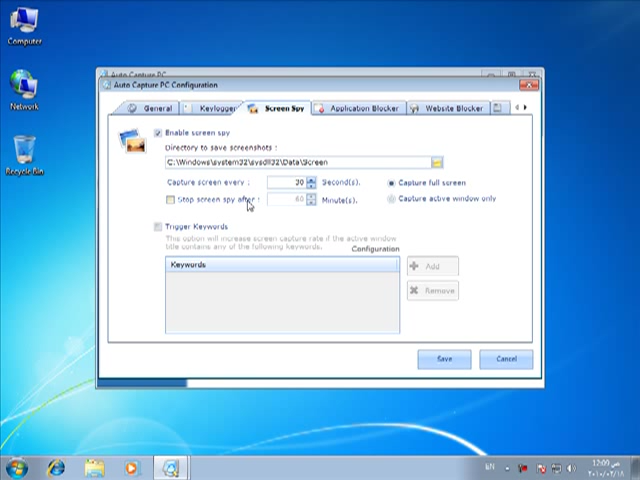 Computer
Network
Recycle Bin
Auto Capture PC
Auto Capture PC Configuration
General
Keylogger
Screen Spy
Application Blocker
Website Blocker
Enable screen spy
Directory to save screenshots :
C:\Windows\system32\sysdll32\Data\Screen
Capture screen every :
30
Second(s).
Capture full screen
Stop screen spy after :
60
Minute(s).
Capture active window only
Trigger Keywords
This option will increase screen capture rate if the active window
title contains any of the following keywords.
Configuration
Keywords
Add
Remove
Save
Cancel
EN
12:09 ص
٢٠١٠/٠٢/١٨